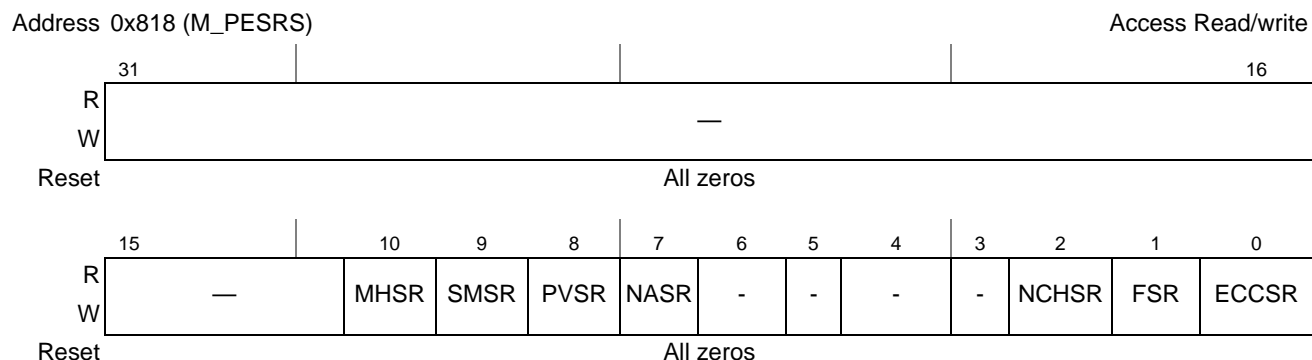 Address 0x818 (M_PESRS) Access Read/write
31 16
R
—
W
Reset All zeros
15 10 9 8 7 6 5 4 3 2 1 0
R
— MHSR SMSR PVSR NASR - - - - NCHSR FSR ECCSR
W
Reset All zeros